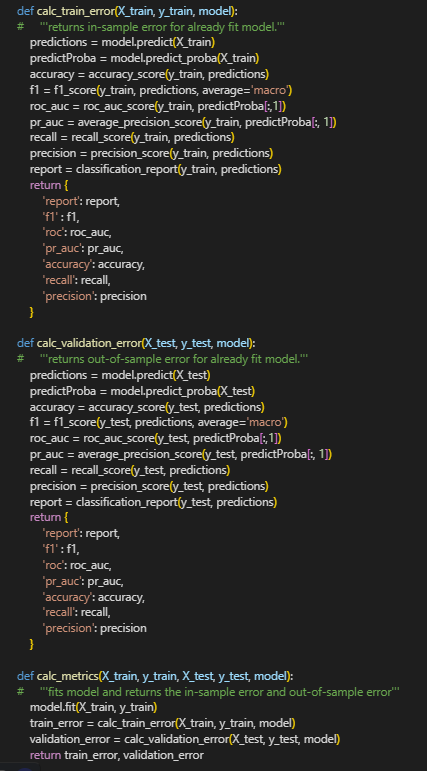 def calc_train_error(X_train, y_train, model):
#     '''returns in-sample error for already fit model.'''
    predictions = model.predict(X_train)
    predictProba = model.predict_proba(X_train)
    accuracy = accuracy_score(y_train, predictions)
    f1 = f1_score(y_train, predictions, average='macro')
    roc_auc = roc_auc_score(y_train, predictProba[:,1])
    pr_auc = average_precision_score(y_train, predictProba[:, 1])
    recall = recall_score(y_train, predictions)
    precision = precision_score(y_train, predictions)
    report = classification_report(y_train, predictions)
    return {
        'report': report,
        'f1' : f1,
        'roc': roc_auc,
        'pr_auc': pr_auc,
        'accuracy': accuracy,
        'recall': recall,
        'precision': precision
    }

def calc_validation_error(X_test, y_test, model):
#     '''returns out-of-sample error for already fit model.'''
    predictions = model.predict(X_test)
    predictProba = model.predict_proba(X_test)
    accuracy = accuracy_score(y_test, predictions)
    f1 = f1_score(y_test, predictions, average='macro')
    roc_auc = roc_auc_score(y_test, predictProba[:,1])
    pr_auc = average_precision_score(y_test, predictProba[:, 1])
    recall = recall_score(y_test, predictions)
    precision = precision_score(y_test, predictions)
    report = classification_report(y_test, predictions)
    return {
        'report': report,
        'f1' : f1,
        'roc': roc_auc,
        'pr_auc': pr_auc,
        'accuracy': accuracy,
        'recall': recall,
        'precision': precision
    }

def calc_metrics(X_train, y_train, X_test, y_test, model):
#     '''fits model and returns the in-sample error and out-of-sample error'''
    model.fit(X_train, y_train)
    train_error = calc_train_error(X_train, y_train, model)
    validation_error = calc_validation_error(X_test, y_test, model)
    return train_error, validation_error